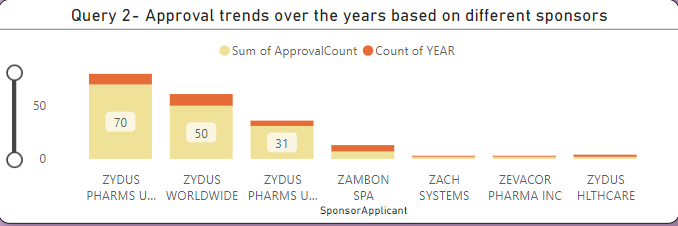 Query 2- Approval trends over the years based on different sponsors
Sum of ApprovalCount Count of YEAR
50
0
70
50
31
ZYDUS PHARMS U...
ZYDUS WORLDWIDE
ZYDUS PHARMS U...
ZAMBON SPA
ZACH SYSTEMS
ZEVACOR PHARMA INC
ZYDUS HLTHCARE
SponsorApplicant